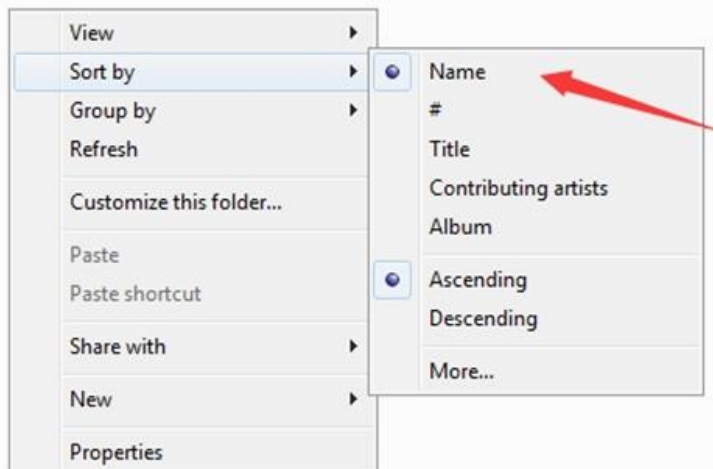 View
Sort by
Group by
Refresh
Customize this folder...
Paste
Paste shortcut
Share with
New
Properties
Name
#
Title
Contributing artists
Album
Ascending
Descending
More...